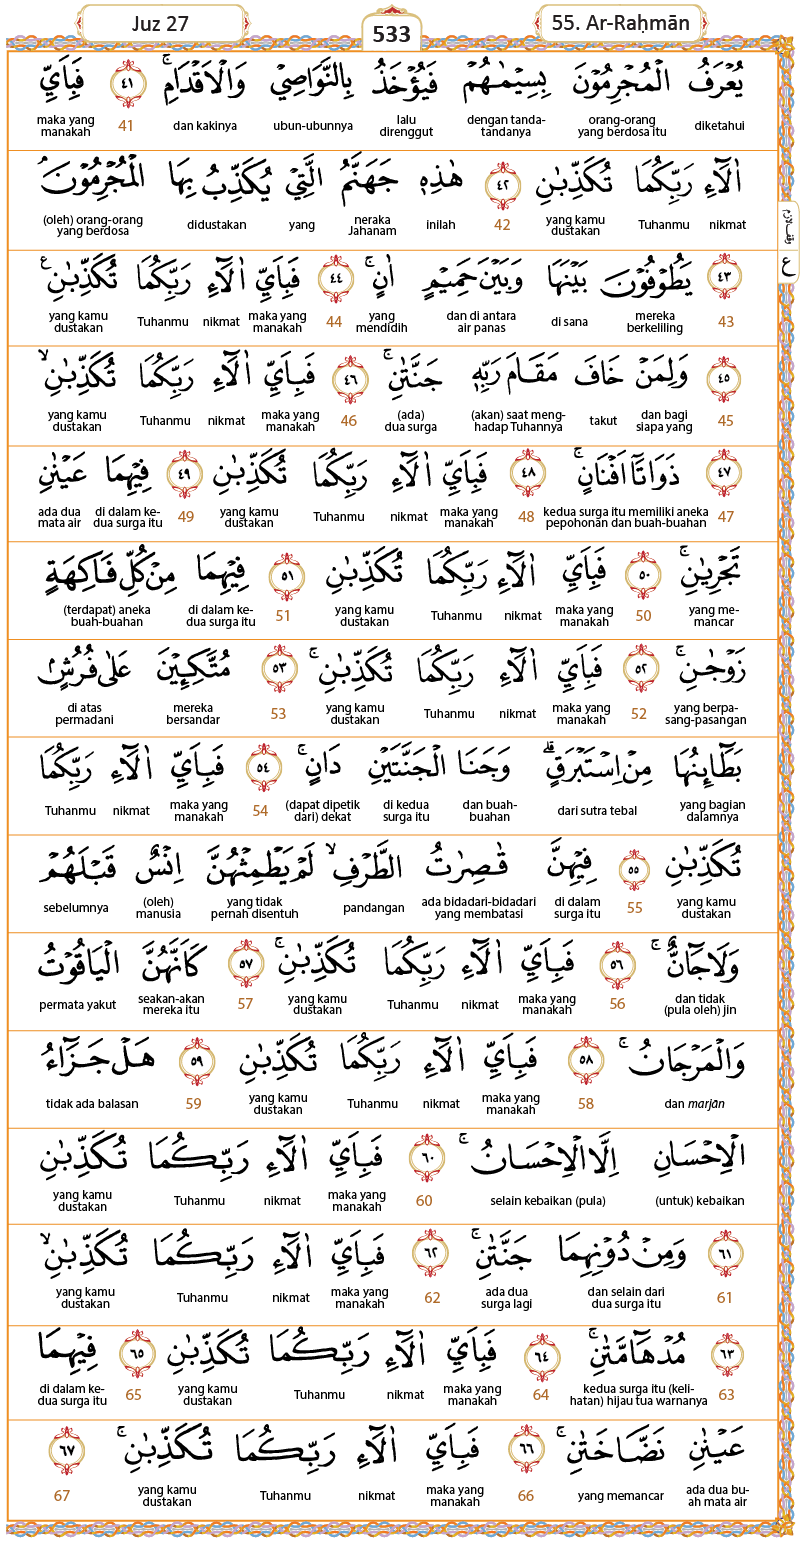 Juz 27
533
55. Ar-Raḥmān
يُعْرَفُ الْمُجْرِمُوْنَ بِسِيْمٰهُمْ فَيُؤْخَذُ بِالنَّوَاصِيْ وَالْاَقْدَامِۚ ٤١ فَبِاَيِّ
diketahui orang-orang yang berdosa itu dengan tanda-tandanya lalu direnggut ubun-ubunnya dan kakinya 41 maka yang manakah
اٰلَاۤءِ رَبِّكُمَا تُكَذِّبٰنِ ٤٢ هٰذِهٖ جَهَنَّمُ الَّتِيْ يُكَذِّبُ بِهَا الْمُجْرِمُوْنَۘ
nikmat Tuhanmu yang kamu dustakan 42 inilah neraka Jahanam yang didustakan (oleh) orang-orang yang berdosa
وقف لازم
٤٣ يَطُوْفُوْنَ بَيْنَهَا وَبَيْنَ حَمِيْمٍ اٰنٍۚ ٤٤ فَبِاَيِّ اٰلَاۤءِ رَبِّكُمَا تُكَذِّبٰنِࣖ
ع
43 mereka berkeliling di sana dan di antara air panas yang mendidih 44 maka yang manakah nikmat Tuhanmu yang kamu dustakan
٤٥ وَلِمَنْ خَافَ مَقَامَ رَبِّهٖ جَنَّتٰنِۚ ٤٦ فَبِاَيِّ اٰلَاۤءِ رَبِّكُمَا تُكَذِّبٰنِۙ
45 dan bagi siapa yang takut (akan) saat meng-hadap Tuhannya (ada) dua surga 46 maka yang manakah nikmat Tuhanmu yang kamu dustakan
٤٧ ذَوَاتَآ اَفْنَانٍۚ ٤٨ فَبِاَيِّ اٰلَاۤءِ رَبِّكُمَا تُكَذِّبٰنِ ٤٩ فِيْهِمَا عَيْنٰنِ
47 kedua surga itu memiliki aneka pepohonan dan buah-buahan 48 maka yang manakah nikmat Tuhanmu yang kamu dustakan 49 di dalam ke-dua surga itu ada dua mata air
تَجْرِيٰنِۚ ٥٠ فَبِاَيِّ اٰلَاۤءِ رَبِّكُمَا تُكَذِّبٰنِ ٥١ فِيْهِمَا مِنْ كُلِّ فَاكِهَةٍ
yang me-mancar 50 maka yang manakah nikmat Tuhanmu yang kamu dustakan 51 di dalam ke-dua surga itu (terdapat) aneka buah-buahan
زَوْجٰنِۚ ٥٢ فَبِاَيِّ اٰلَاۤءِ رَبِّكُمَا تُكَذِّبٰنِۚ ٥٣ مُتَّكِـِٕيْنَ عَلٰى فُرُشٍۢ
yang berpa-sang-pasangan 52 maka yang manakah nikmat Tuhanmu yang kamu dustakan 53 mereka bersandar di atas permadani
بَطَاۤىِٕنُهَا مِنْ اِسْتَبْرَقٍۗ وَجَنَا الْجَنَّتَيْنِ دَانٍۚ ٥٤ فَبِاَيِّ اٰلَاۤءِ رَبِّكُمَا
yang bagian dalamnya dari sutra tebal dan buah-buahan di kedua surga itu (dapat dipetik dari) dekat 54 maka yang manakah nikmat Tuhanmu
تُكَذِّبٰنِ ٥٥ فِيْهِنَّ قٰصِرٰتُ الطَّرْفِۙ لَمْ يَطْمِثْهُنَّ اِنْسٌ قَبْلَهُمْ
yang kamu dustakan 55 di dalam surga itu ada bidadari-bidadari yang membatasi pandangan yang tidak pernah disentuh (oleh) manusia sebelumnya
وَلَا جَاۤنٌّۚ ٥٦ فَبِاَيِّ اٰلَاۤءِ رَبِّكُمَا تُكَذِّبٰنِۚ ٥٧ كَاَنَّهُنَّ الْيَاقُوْتُ
dan tidak (pula oleh) jin 56 maka yang manakah nikmat Tuhanmu yang kamu dustakan 57 seakan-akan mereka itu permata yakut
وَالْمَرْجَانُۚ ٥٨ فَبِاَيِّ اٰلَاۤءِ رَبِّكُمَا تُكَذِّبٰنِ ٥٩ هَلْ جَزَاۤءُ
dan marjān 58 maka yang manakah nikmat Tuhanmu yang kamu dustakan 59 tidak ada balasan
الْاِحْسَانِ اِلَّا الْاِحْسَانُۚ ٦٠ فَبِاَيِّ اٰلَاۤءِ رَبِّكُمَا تُكَذِّبٰنِ
(untuk) kebaikan selain kebaikan (pula) 60 maka yang manakah nikmat Tuhanmu yang kamu dustakan
٦١ وَمِنْ دُوْنِهِمَا جَنَّتٰنِۚ ٦٢ فَبِاَيِّ اٰلَاۤءِ رَبِّكُمَا تُكَذِّبٰنِۙ
61 dan selain dari dua surga itu ada dua surga lagi 62 maka yang manakah nikmat Tuhanmu yang kamu dustakan
٦٣ مُدْهَاۤمَّتٰنِۚ ٦٤ فَبِاَيِّ اٰلَاۤءِ رَبِّكُمَا تُكَذِّبٰنِ ٦٥ فِيْهِمَا
63 kedua surga itu (keli-hatan) hijau tua warnanya 64 maka yang manakah nikmat Tuhanmu yang kamu dustakan 65 di dalam ke-dua surga itu
عَيْنٰنِ نَضَّاخَتٰنِۚ ٦٦ فَبِاَيِّ اٰلَاۤءِ رَبِّكُمَا تُكَذِّبٰنِۚ ٦٧
ada dua bu-ah mata air yang memancar 66 maka yang manakah nikmat Tuhanmu yang kamu dustakan 67